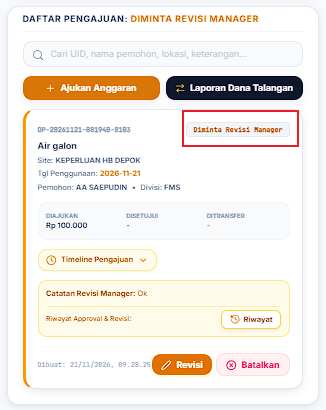 DAFTAR PENGAJUAN: DIMINTA REVISI MANAGER
Cari UID, nama pemohon, lokasi, keterangan...
+ Ajukan Anggaran
Laporan Dana Talangan
OP-20261121-081940-8103
Diminta Revisi Manager
Air galon
Site: KEPERLUAN HB DEPOK
Tgl Penggunaan: 2026-11-21
Pemohon: AA SAEPUDIN • Divisi: FMS
DIAJUKAN DISETUJUI DITRANSFER
Rp 100.000 - -
Timeline Pengajuan
Catatan Revisi Manager: Ok
Riwayat Approval & Revisi:
Riwayat
Dibuat: 21/11/2026, 09.28.25
Revisi
Batalkan